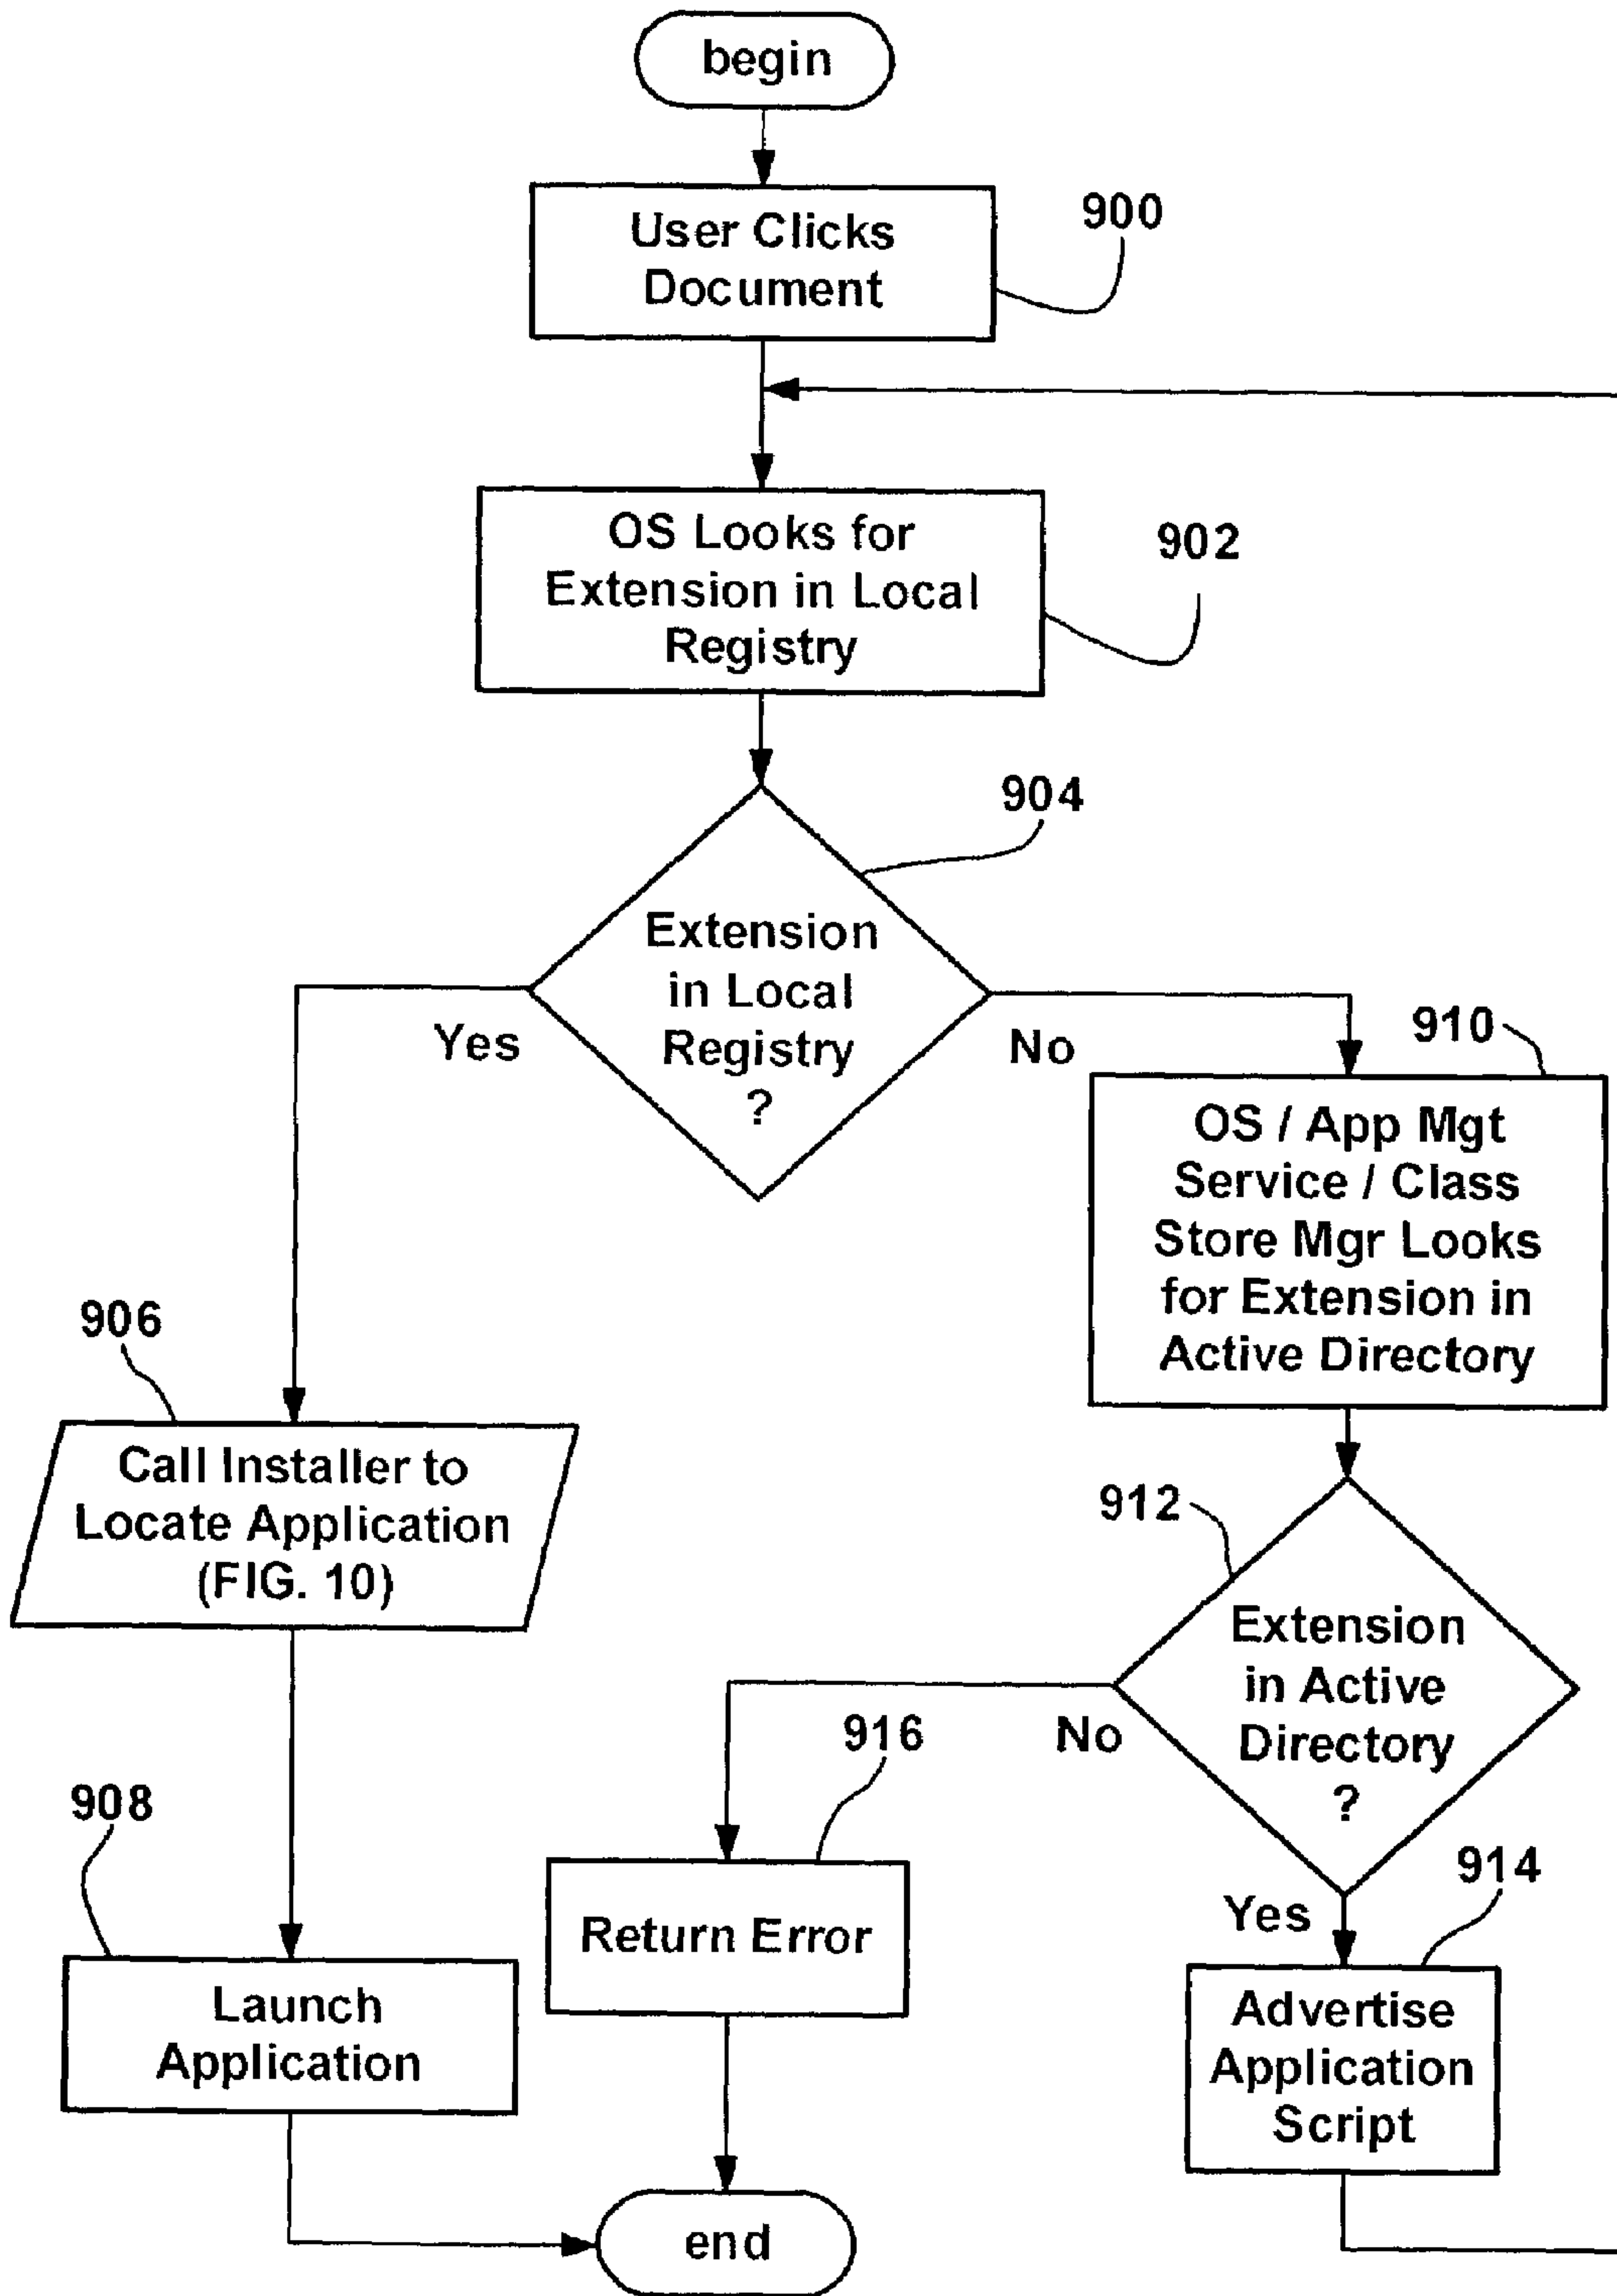 begin
User Clicks
Document
900
OS Looks for
Extension in Local
Registry
902
904
Extension
in Local
Registry
?
Yes
No
910
OS / App Mgt
Service / Class
Store Mgr Looks
for Extension in
Active Directory
906
Call Installer to
Locate Application
(FIG. 10)
912
Extension
in Active
Directory
?
No
916
908
Yes
914
Return Error
Launch
Application
Advertise
Application
Script
end